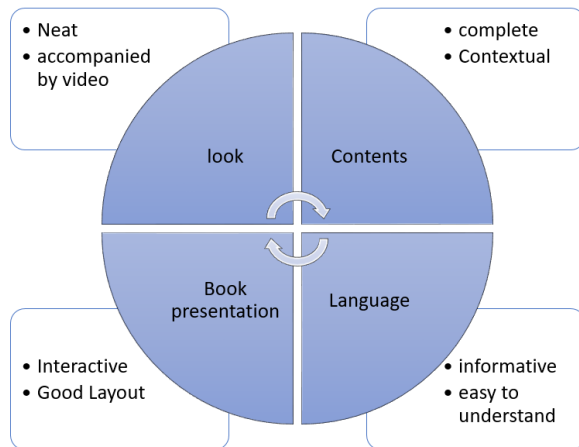 • Neat
• accompanied
by video
• complete
• Contextual
look
Contents
Book
presentation
Language
• Interactive
• Good Layout
• informative
• easy to
understand